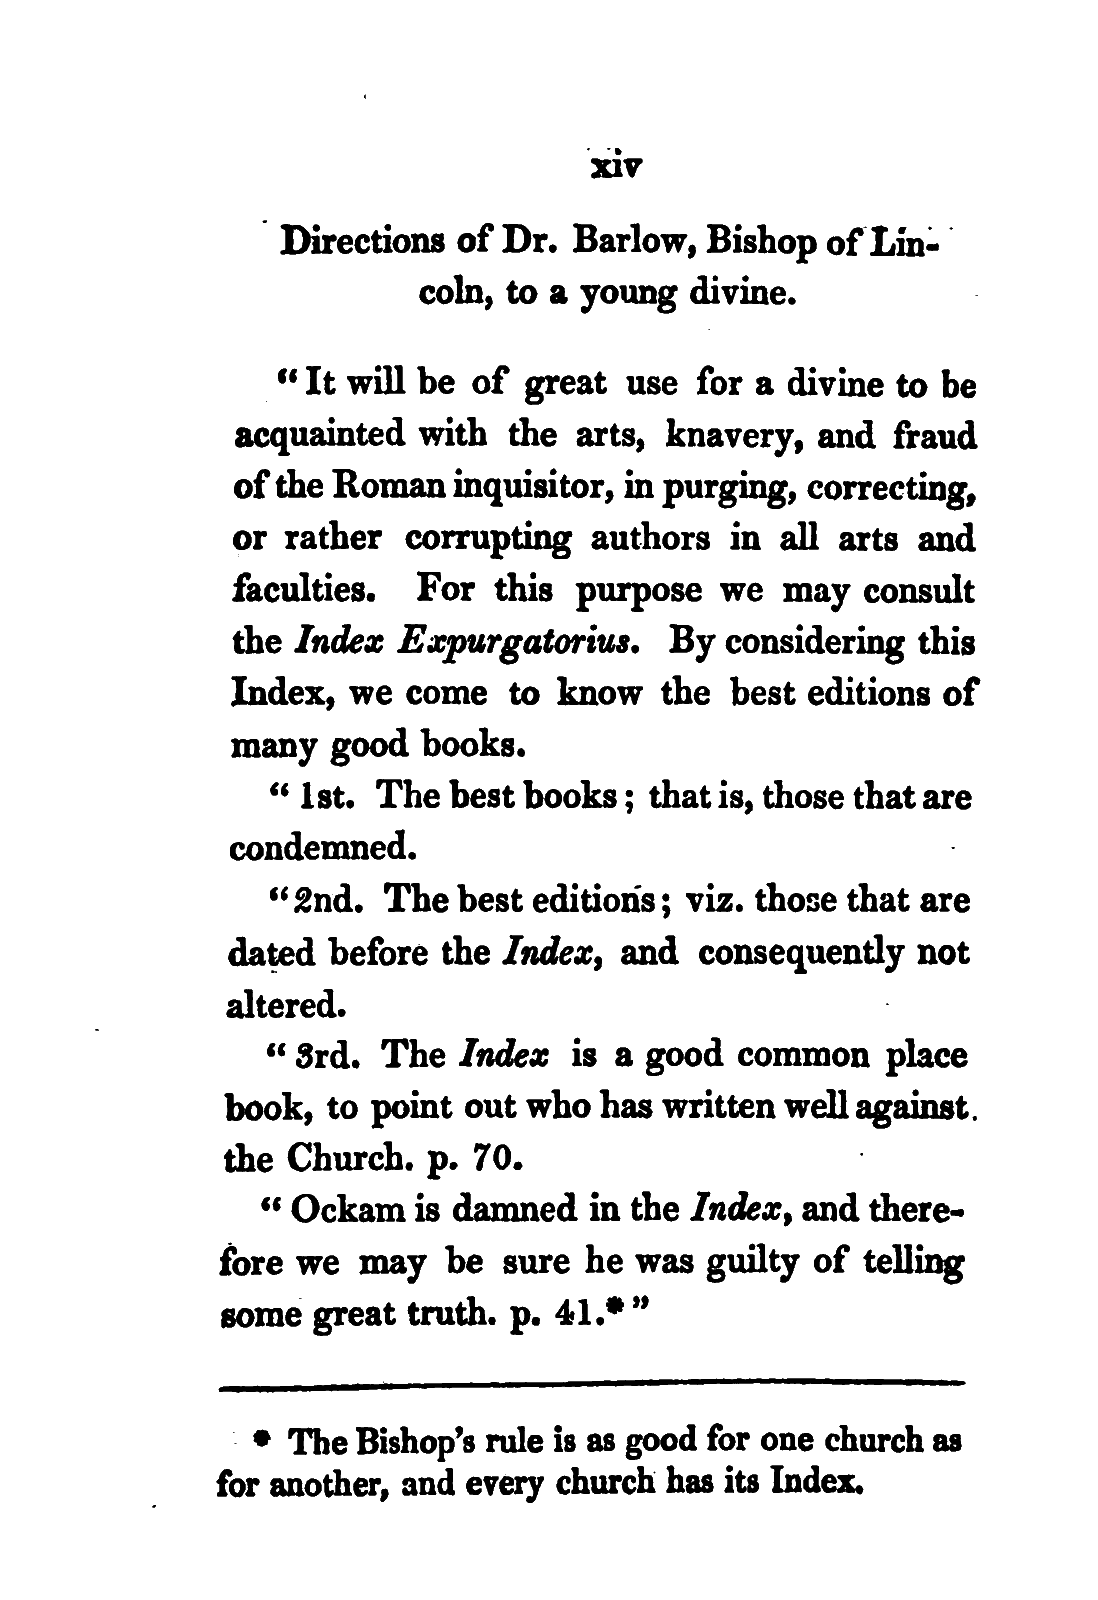 xiv
Directions of Dr. Barlow, Bishop of Lin-
coln, to a young divine.
“It will be of great use for a divine to be
acquainted with the arts, knavery, and fraud
of the Roman inquisitor, in purging, correcting,
or rather corrupting authors in all arts and
faculties. For this purpose we may consult
the Index Expurgatorius. By considering this
Index, we come to know the best editions of
many good books.
“1st. The best books; that is, those that are
condemned.
“2nd. The best editions; viz. those that are
dated before the Index, and consequently not
altered.
“3rd. The Index is a good common place
book, to point out who has written well against
the Church. p. 70.
“Ockam is damned in the Index, and there-
fore we may be sure he was guilty of telling
some great truth. p. 41.*”
* The Bishop's rule is as good for one church as
for another, and every church has its Index.